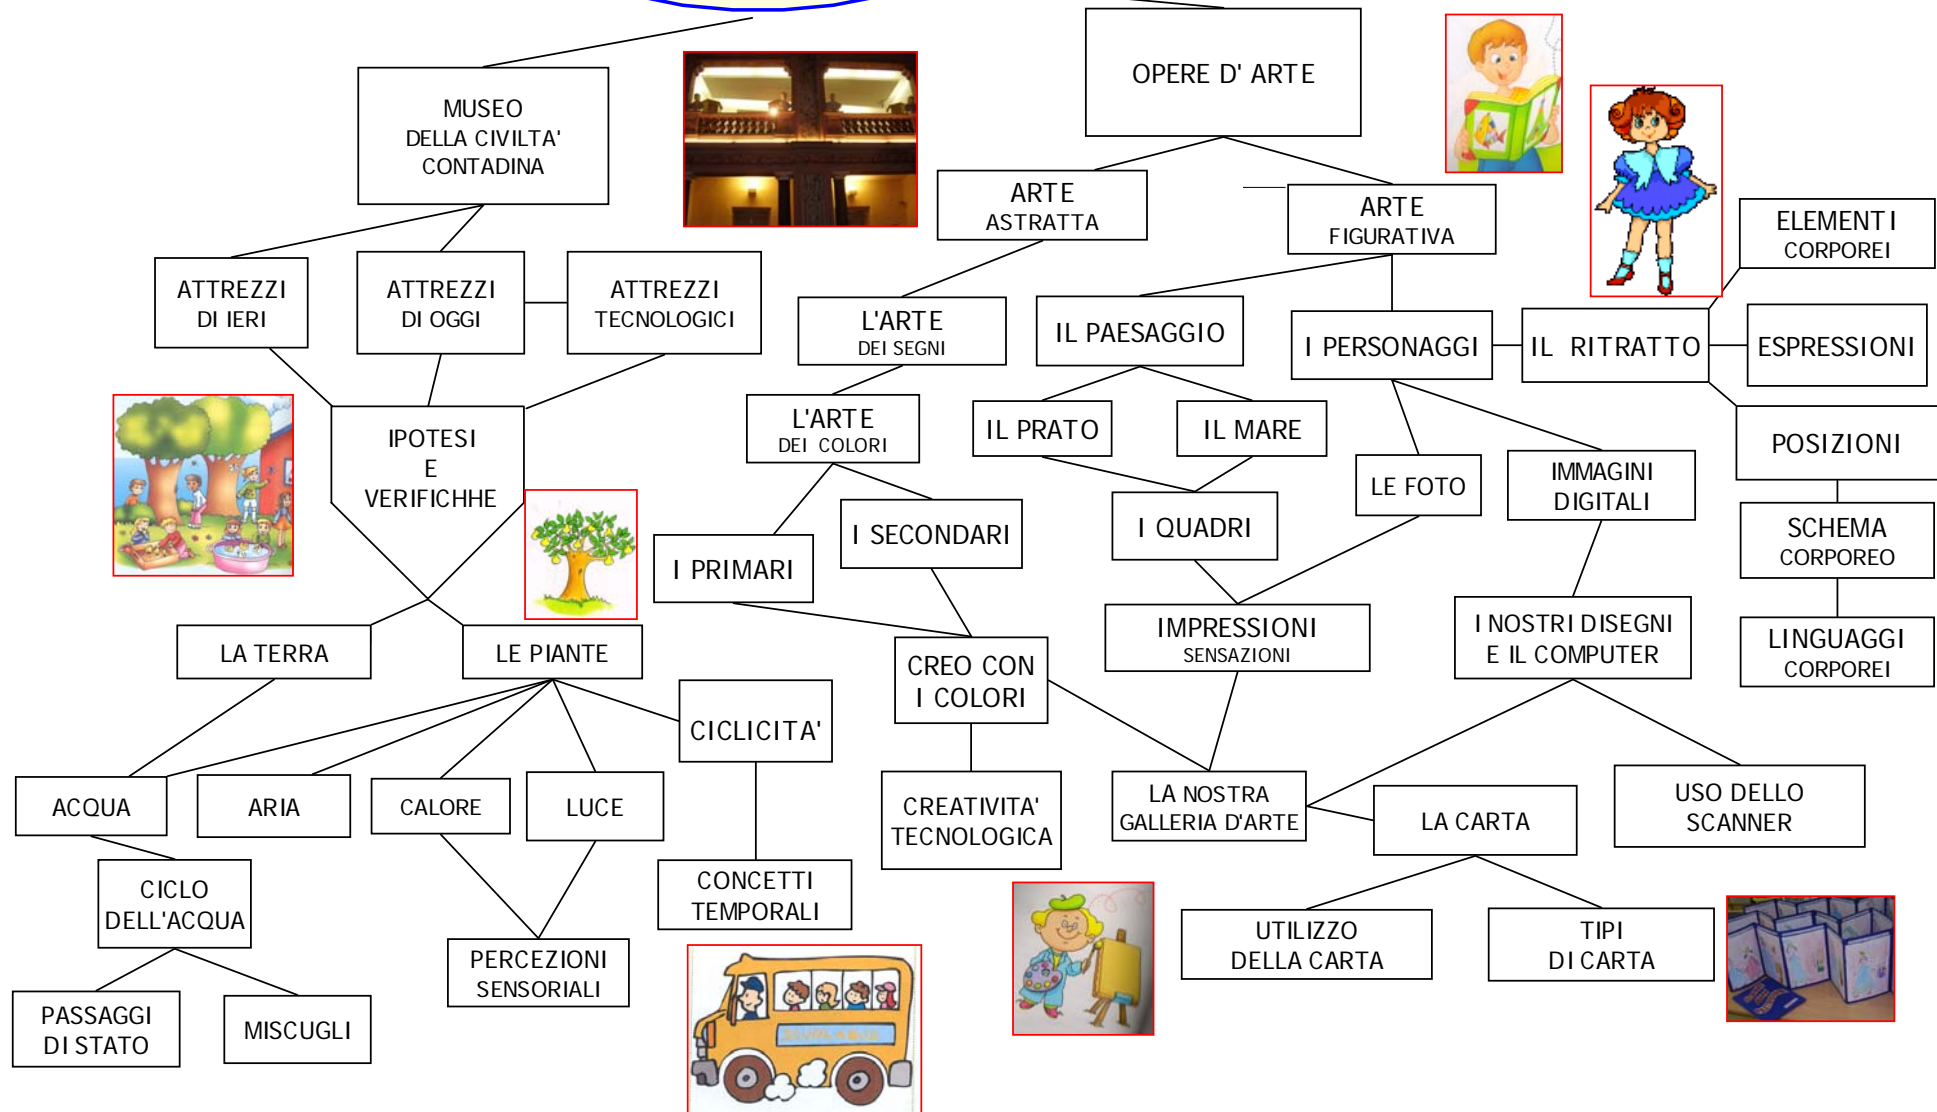 OPERE D' ARTE
MUSEO
DELLA CIVILTA'
CONTADINA
ARTE
ASTRATTA
ARTE
FIGURATIVA
ELEMENTI
CORPOREI
ATTREZZI
DI IERI
ATTREZZI
DI OGGI
ATTREZZI
TECNOLOGICI
L'ARTE
DEI SEGNI
IL PAESAGGIO
I PERSONAGGI
IL RITRATTO
ESPRESSIONI
L'ARTE
DEI COLORI
IL PRATO
IL MARE
POSIZIONI
IPOTESI
E
VERIFICHHE
LE FOTO
IMMAGINI
DIGITALI
I SECONDARI
I QUADRI
SCHEMA
CORPOREO
I PRIMARI
LA TERRA
LE PIANTE
CREO CON
I COLORI
IMPRESSIONI
SENSAZIONI
I NOSTRI DISEGNI
E IL COMPUTER
LINGUAGGI
CORPOREI
CICLICITA'
ACQUA
ARIA
CALORE
LUCE
CREATIVITA'
TECNOLOGICA
LA NOSTRA
GALLERIA D'ARTE
LA CARTA
USO DELLO
SCANNER
CICLO
DELL'ACQUA
CONCETTI
TEMPORALI
UTILIZZO
DELLA CARTA
TIPI
DI CARTA
PERCEZIONI
SENSORIALI
PASSAGGI
DI STATO
MISCUGLI